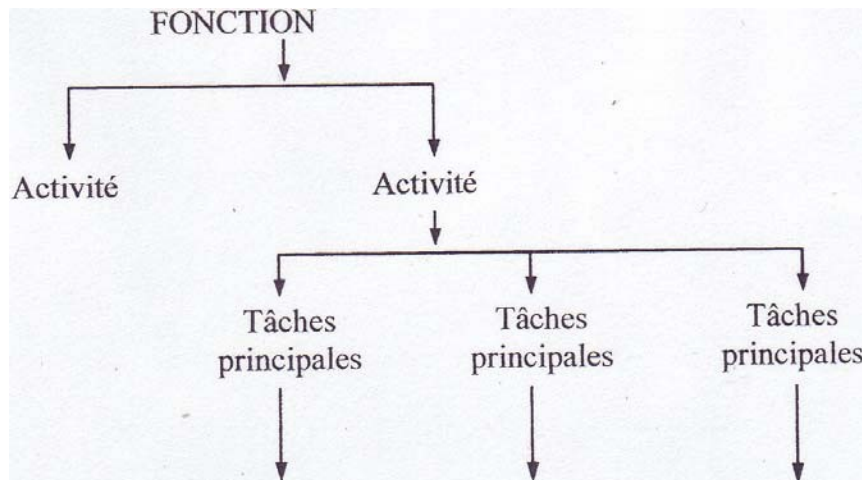 FONCTION
Activité
Activité
Tâches
principales
Tâches
principales
Tâches
principales